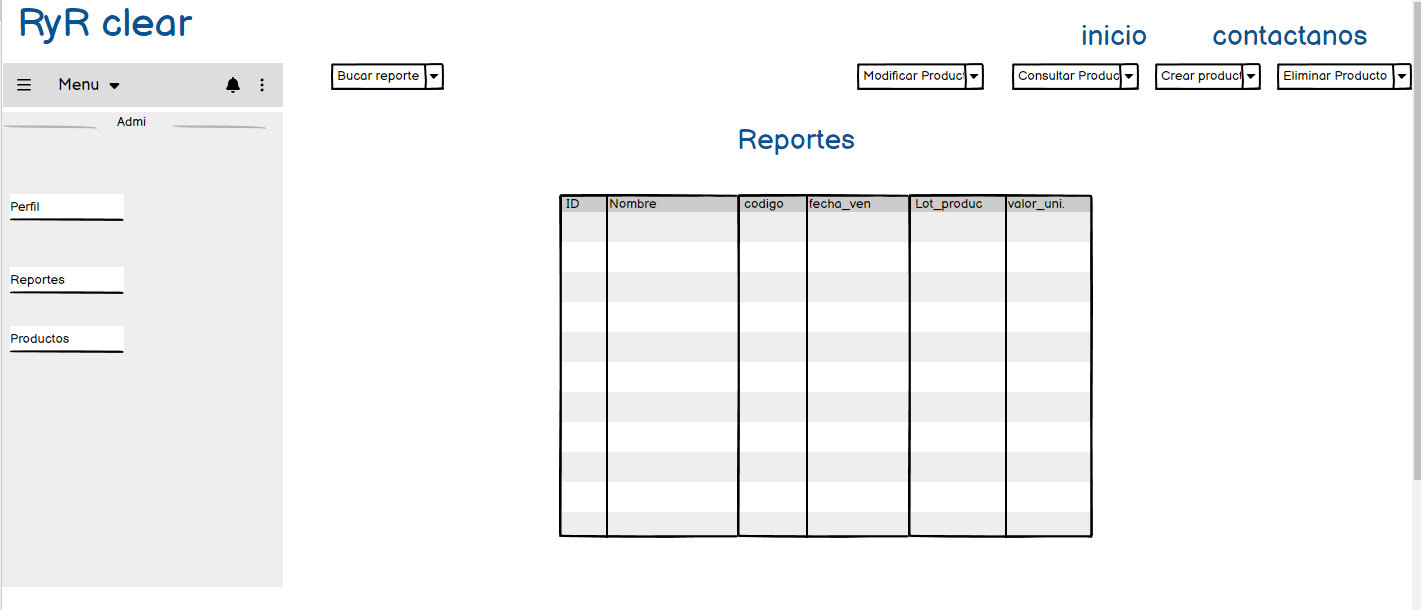 RyR clear
inicio contactanos
Menu
Bucar reporte
Modificar Product
Consultar Produc
Crear product
Eliminar Producto
Admi
Reportes
Perfil
Reportes
Productos
ID Nombre codigo fecha_ven Lot_produc valor_uni.